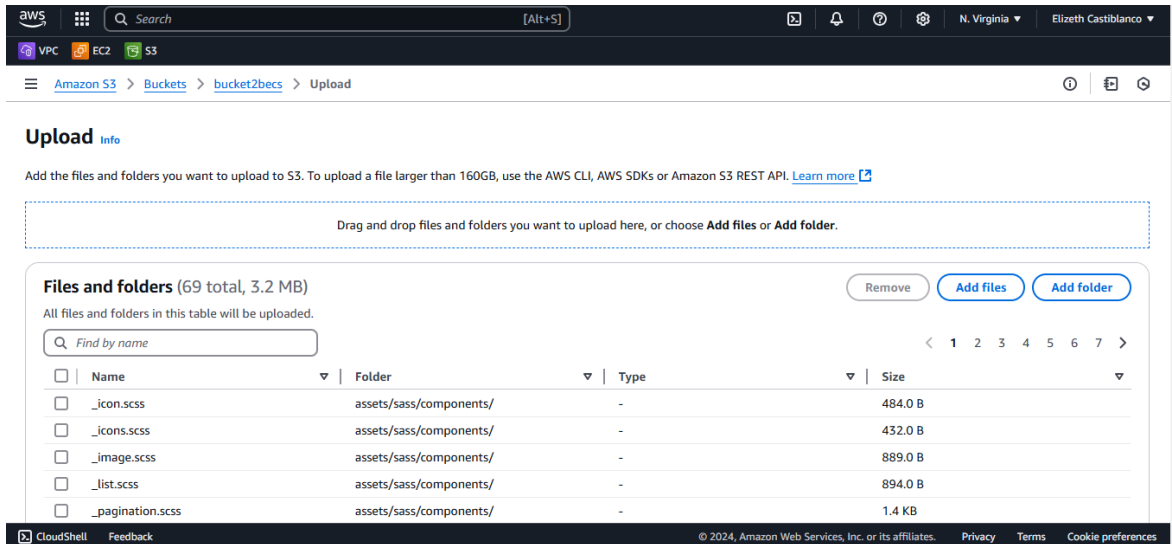 aws Search [Alt+S] N. Virginia Elizeth Castiblanco
VPC EC2 S3
Amazon S3 > Buckets > bucket2becs > Upload
Upload Info
Add the files and folders you want to upload to S3. To upload a file larger than 160GB, use the AWS CLI, AWS SDKs or Amazon S3 REST API. Learn more
Drag and drop files and folders you want to upload here, or choose Add files or Add folder.
Files and folders (69 total, 3.2 MB) Remove Add files Add folder
All files and folders in this table will be uploaded.
Find by name < 1 2 3 4 5 6 7 >
Name Folder Type Size
_icon.scss assets/sass/components/ - 484.0 B
_icons.scss assets/sass/components/ - 432.0 B
_image.scss assets/sass/components/ - 889.0 B
_list.scss assets/sass/components/ - 894.0 B
_pagination.scss assets/sass/components/ - 1.4 KB
CloudShell Feedback © 2024, Amazon Web Services, Inc. or its affiliates. Privacy Terms Cookie preferences